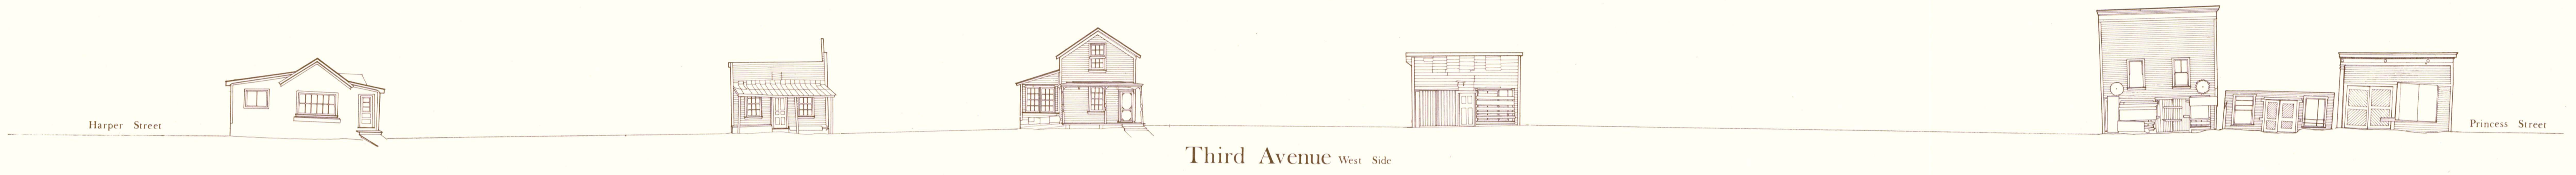 Harper Street
Princess Street
Third Avenue West Side